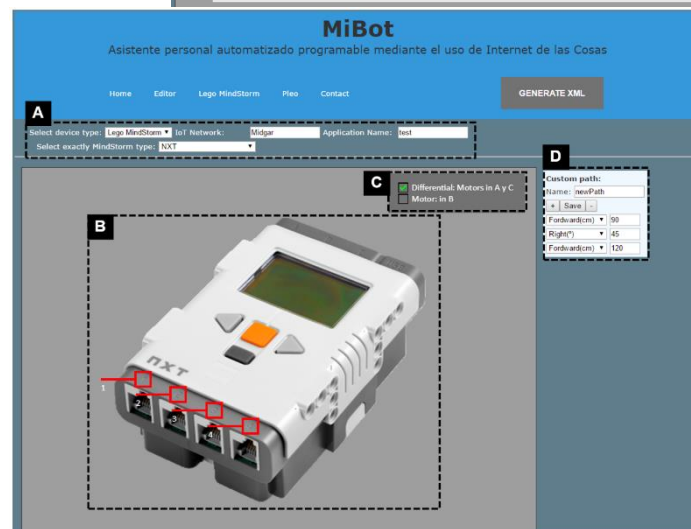 MiBot
Asistente personal automatizado programable mediante el uso de Internet de las Cosas
Home Editor Lego MindStorm Pleo Contact GENERATE XML
A
Select device type: Lego MindStorm IoT Network: Midgar Application Name: test
Select exactly MindStorm type: NXT
D
Custom path:
Name: newPath
+ Save -
Fordward(cm) 90
Right(º) 45
Fordward(cm) 120
C
Differential: Motors in A y C
Motor: in B
B
NXT
1
2 3 4